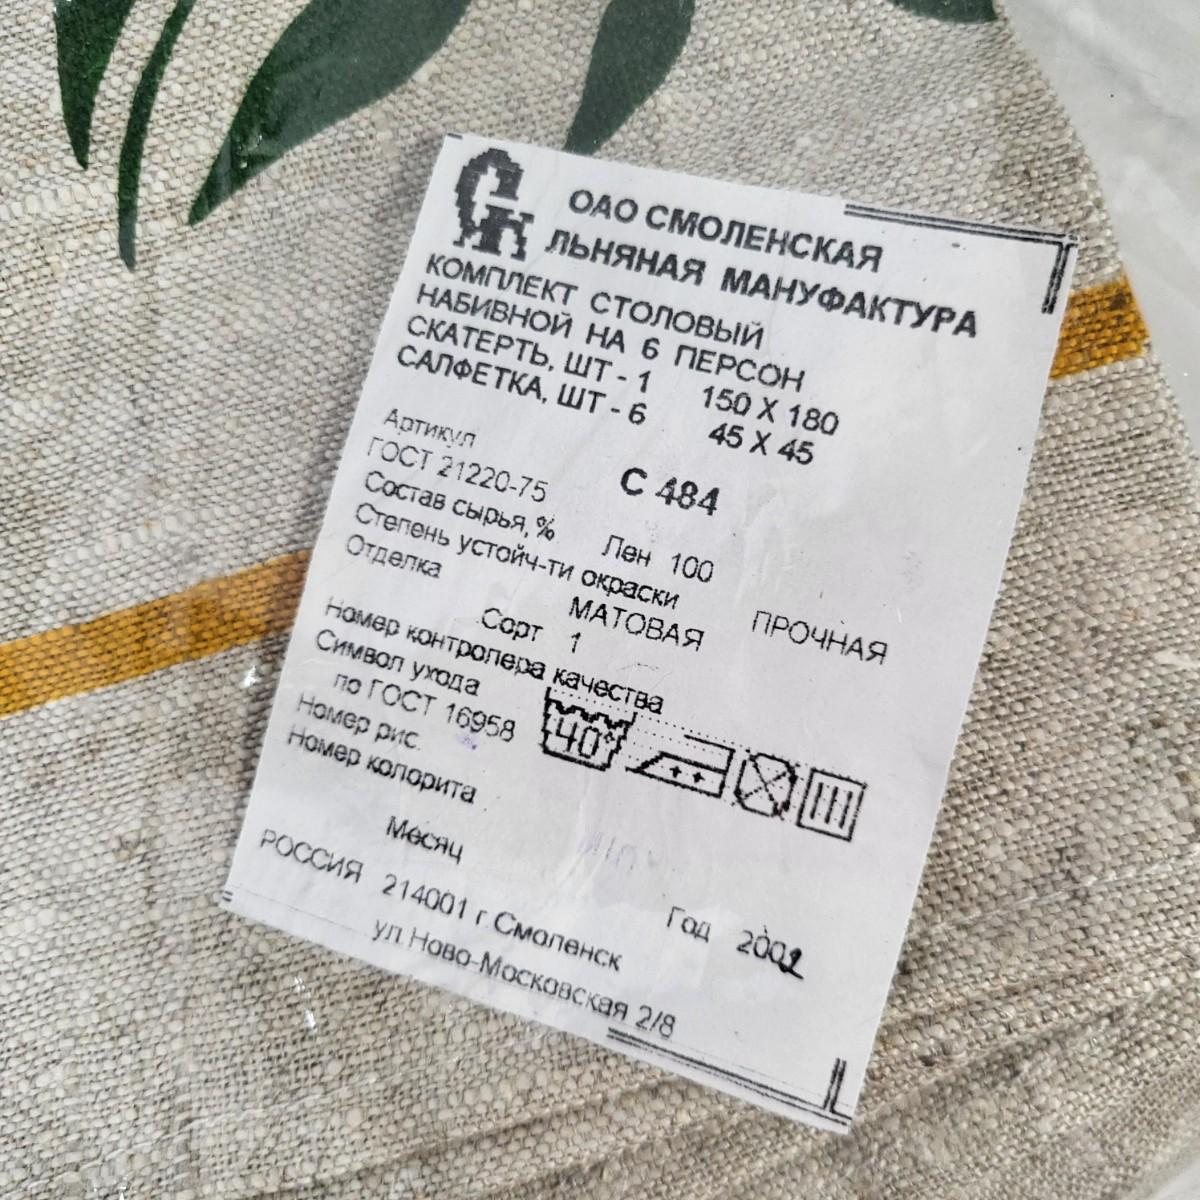 ОАО СМОЛЕНСКАЯ
ЛЬНЯНАЯ МАНУФАКТУРА
КОМПЛЕКТ СТОЛОВЫЙ
НАБИВНОЙ НА 6 ПЕРСОН
СКАТЕРТЬ, ШТ - 1 150 X 180
САЛФЕТКА, ШТ - 6 45 X 45
Артикул С 484
ГОСТ 21220-75
Состав сырья, % Лен 100
Степень устойч-ти окраски ПРОЧНАЯ
Отделка МАТОВАЯ
Сорт 1
Номер контролера качества
Символ ухода
по ГОСТ 16958 40°
Номер рис.
Номер колорита
Месяц Год 2002
РОССИЯ 214001 г Смоленск
ул Ново-Московская 2/8